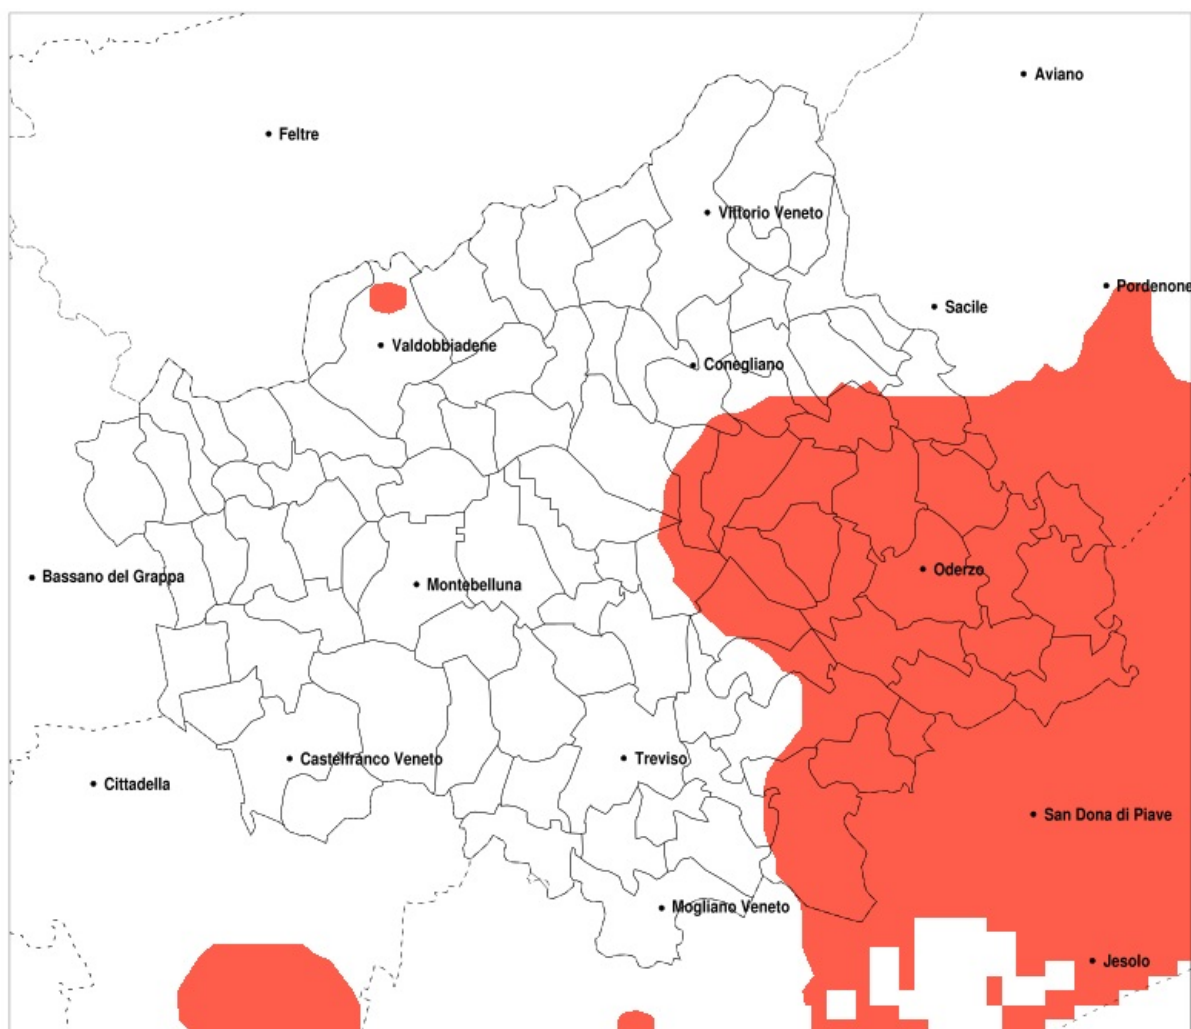 Aviano
Feltre
Vittorio Veneto
Pordenone
Sacile
Valdobbiadene
Conegliano
Oderzo
Bassano del Grappa
Montebelluna
Castelfranco Veneto
Treviso
Cittadella
San Dona di Piave
Mogliano Veneto
Jesolo